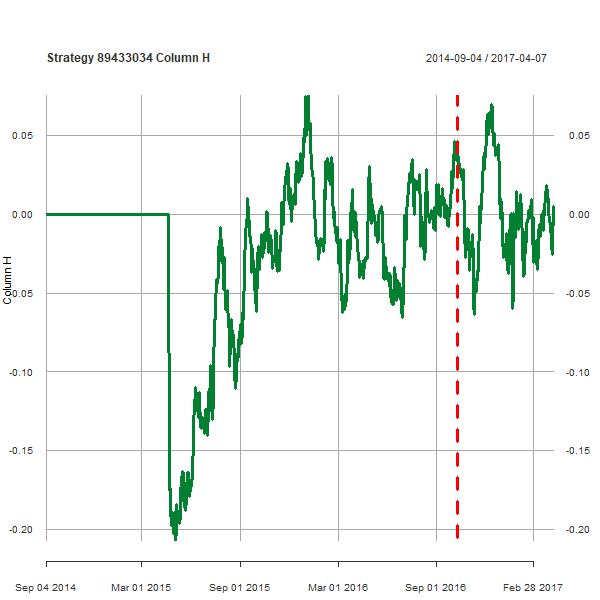 Strategy 89433034 Column H
2014-09-04 / 2017-04-07
Column H
0.05
0.00
-0.05
-0.10
-0.15
-0.20
0.05
0.00
-0.05
-0.10
-0.15
-0.20
Sep 04 2014
Mar 01 2015
Sep 01 2015
Mar 01 2016
Sep 01 2016
Feb 28 2017